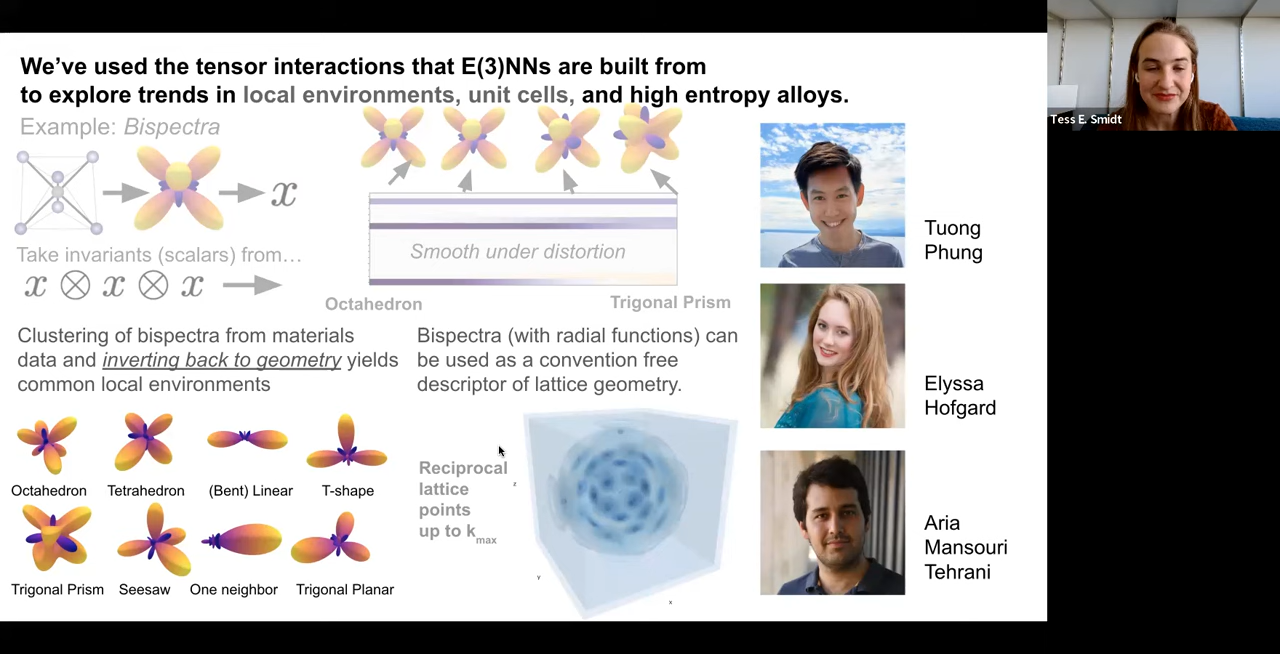 We've used the tensor interactions that E(3)NNs are built from
to explore trends in local environments, unit cells, and high entropy alloys.
Example: Bispectra
x
Take invariants (scalars) from…
x ⊗ x ⊗ x
Smooth under distortion
Octahedron
Trigonal Prism
Clustering of bispectra from materials
data and inverting back to geometry yields
common local environments
Octahedron
Tetrahedron
(Bent) Linear
T-shape
Trigonal Prism
Seesaw
One neighbor
Trigonal Planar
Bispectra (with radial functions) can
be used as a convention free
descriptor of lattice geometry.
Reciprocal
lattice
points
up to kmax
z
y
x
Tuong
Phung
Elyssa
Hofgard
Aria
Mansouri
Tehrani
Tess E. Smidt